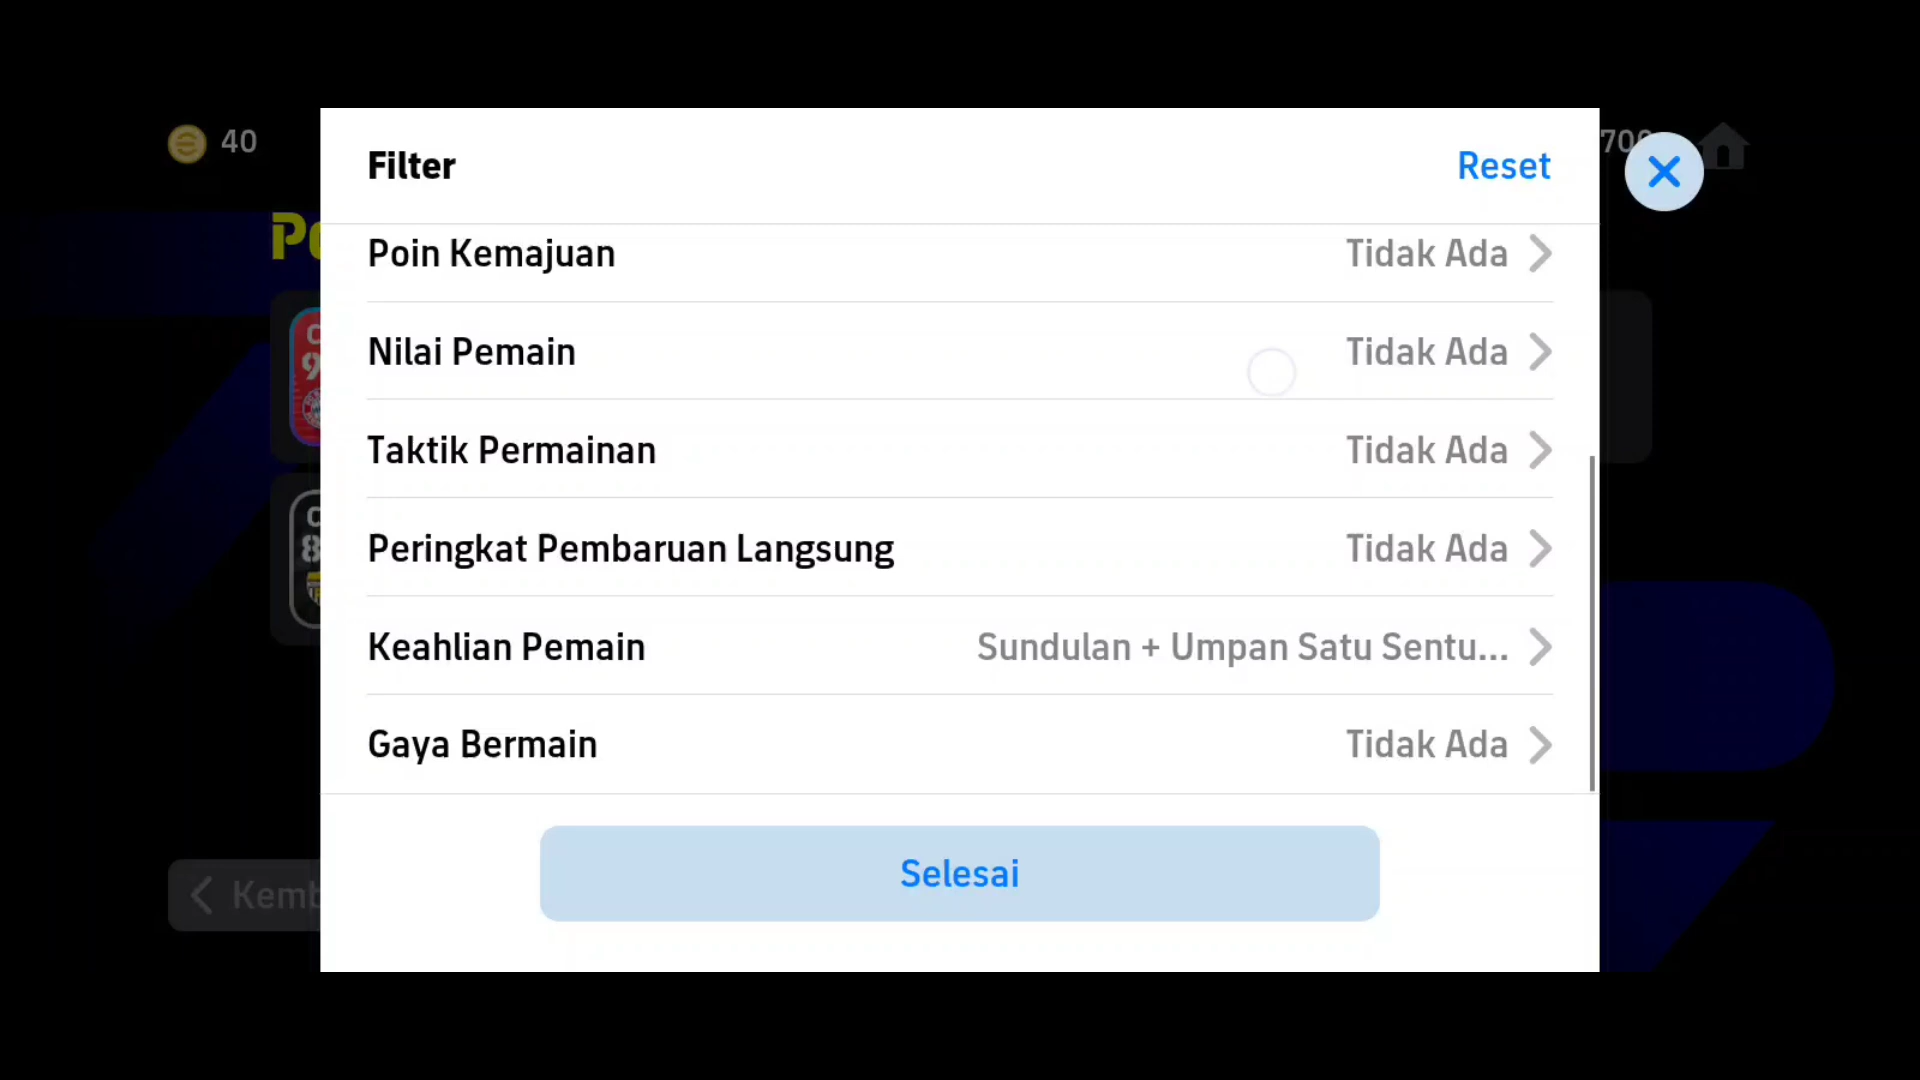 40
Filter
Reset
Poin Kemajuan
Tidak Ada
Nilai Pemain
Tidak Ada
Taktik Permainan
Tidak Ada
Peringkat Pembaruan Langsung
Tidak Ada
Keahlian Pemain
Sundulan + Umpan Satu Sentu...
Gaya Bermain
Tidak Ada
Selesai